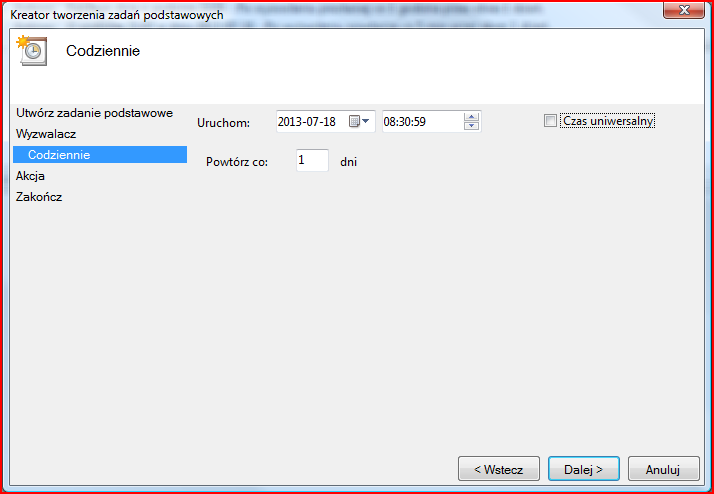 Kreator tworzenia zadań podstawowych
Codziennie
Utwórz zadanie podstawowe
Wyzwalacz
Codziennie
Akcja
Zakończ
Uruchom: 2013-07-18 08:30:59 Czas uniwersalny
Powtórz co: 1 dni
< Wstecz Dalej > Anuluj